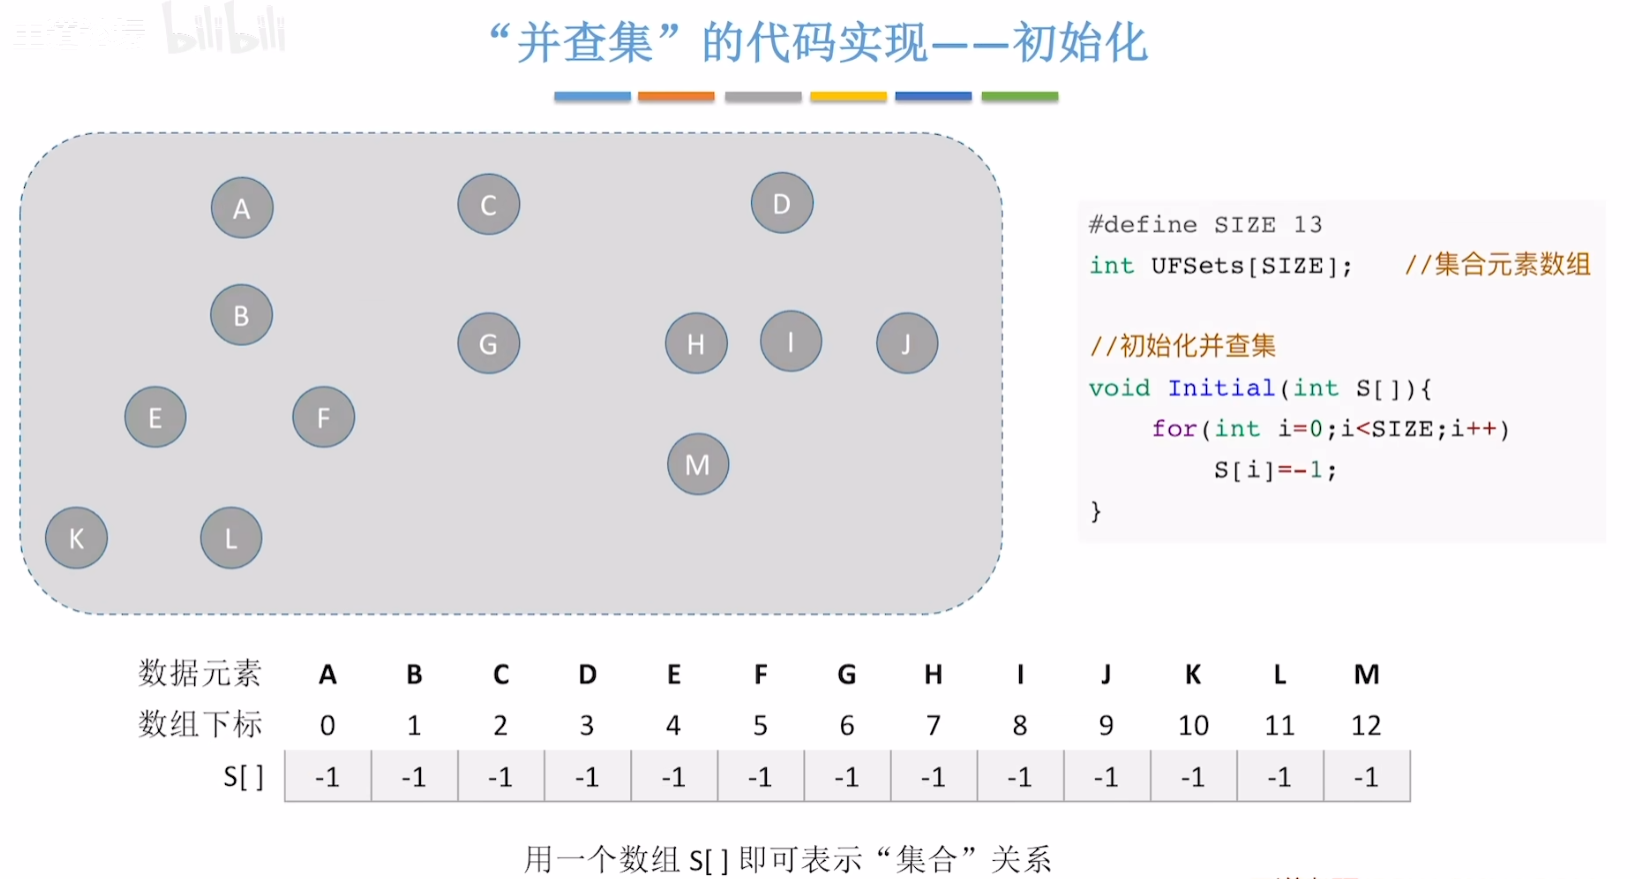 bilibili
“并查集”的代码实现——初始化
A
C
D
B
G
H
I
J
E
F
M
K
L
#define SIZE 13
int UFSets[SIZE]; //集合元素数组
//初始化并查集
void Initial(int S[]){
for(int i=0;i<SIZE;i++)
S[i]=-1;
}
数据元素 A B C D E F G H I J K L M
数组下标 0 1 2 3 4 5 6 7 8 9 10 11 12
S[ ] -1 -1 -1 -1 -1 -1 -1 -1 -1 -1 -1 -1 -1
用一个数组 S[ ] 即可表示“集合”关系